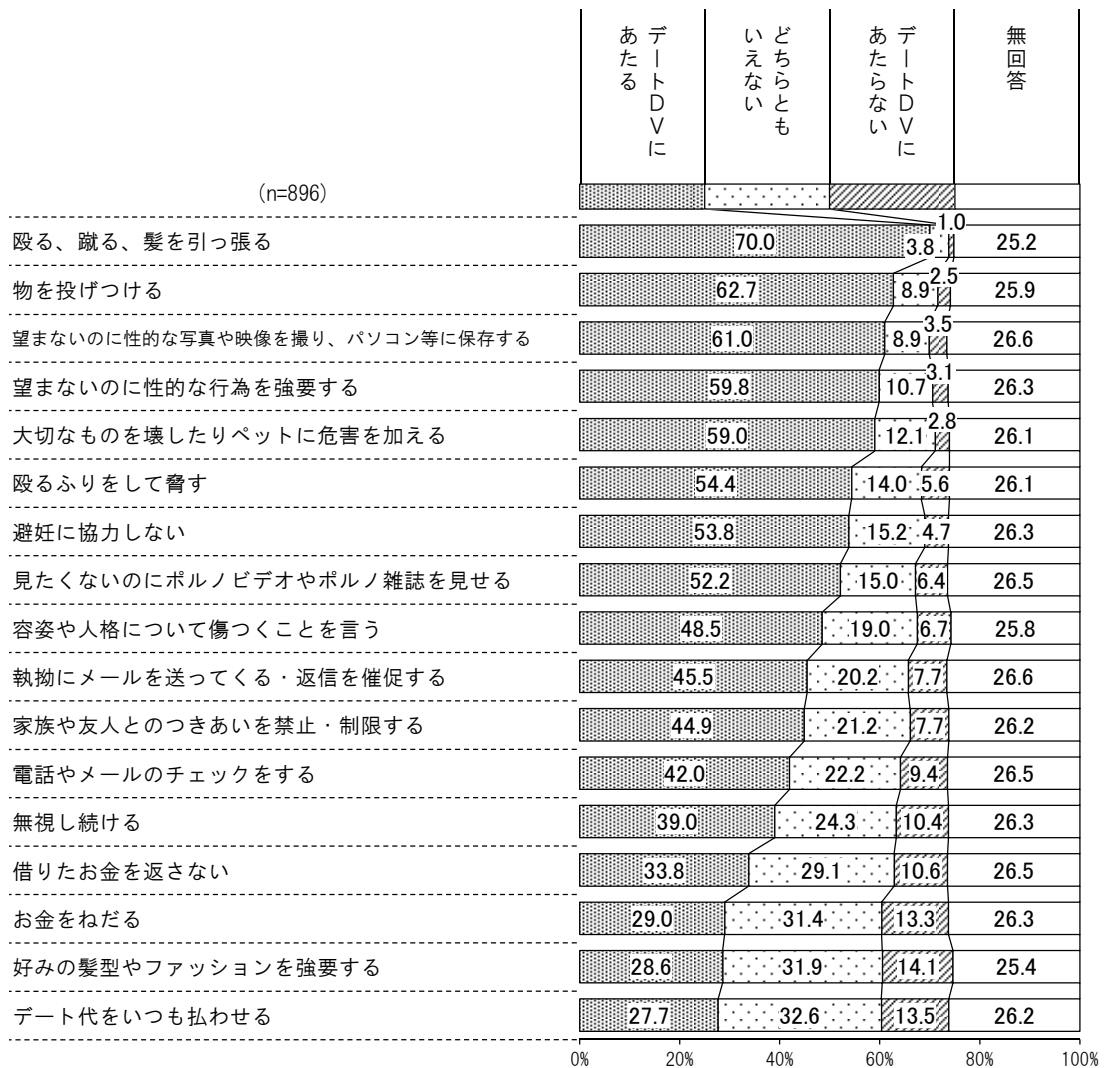 デートDVに
あたる
どちらとも
いえない
デートDVに
あたらない
無回答
(n=896)
殴る、蹴る、髪を引っ張る 70.0 3.8 1.0 25.2
物を投げつける 62.7 8.9 2.5 25.9
望まないのに性的な写真や映像を撮り、パソコン等に保存する 61.0 8.9 3.5 26.6
望まないのに性的な行為を強要する 59.8 10.7 3.1 26.3
大切なものを壊したりペットに危害を加える 59.0 12.1 2.8 26.1
殴るふりをして脅す 54.4 14.0 5.6 26.1
避妊に協力しない 53.8 15.2 4.7 26.3
見たくないのにポルノビデオやポルノ雑誌を見せる 52.2 15.0 6.4 26.5
容姿や人格について傷つくことを言う 48.5 19.0 6.7 25.8
執拗にメールを送ってくる・返信を催促する 45.5 20.2 7.7 26.6
家族や友人とのつきあいを禁止・制限する 44.9 21.2 7.7 26.2
電話やメールのチェックをする 42.0 22.2 9.4 26.5
無視し続ける 39.0 24.3 10.4 26.3
借りたお金を返さない 33.8 29.1 10.6 26.5
お金をねだる 29.0 31.4 13.3 26.3
好みの髪型やファッションを強要する 28.6 31.9 14.1 25.4
デート代をいつも払わせる 27.7 32.6 13.5 26.2
0% 20% 40% 60% 80% 100%